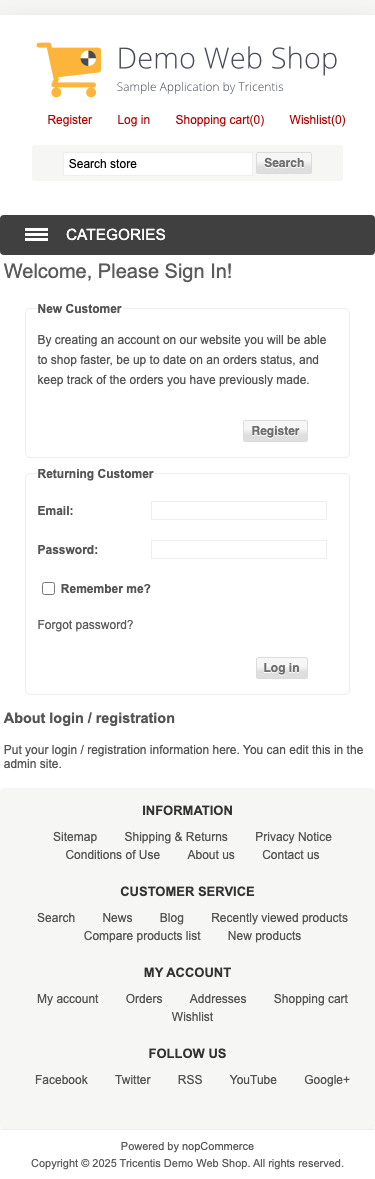 Demo Web Shop
Sample Application by Tricentis
Register Log in Shopping cart(0) Wishlist(0)
Search store Search
CATEGORIES
Welcome, Please Sign In!
New Customer
By creating an account on our website you will be able
to shop faster, be up to date on an orders status, and
keep track of the orders you have previously made.
Register
Returning Customer
Email:
Password:
Remember me?
Forgot password?
Log in
About login / registration
Put your login / registration information here. You can edit this in the
admin site.
INFORMATION
Sitemap Shipping & Returns Privacy Notice
Conditions of Use About us Contact us
CUSTOMER SERVICE
Search News Blog Recently viewed products
Compare products list New products
MY ACCOUNT
My account Orders Addresses Shopping cart
Wishlist
FOLLOW US
Facebook Twitter RSS YouTube Google+
Powered by nopCommerce
Copyright © 2025 Tricentis Demo Web Shop. All rights reserved.